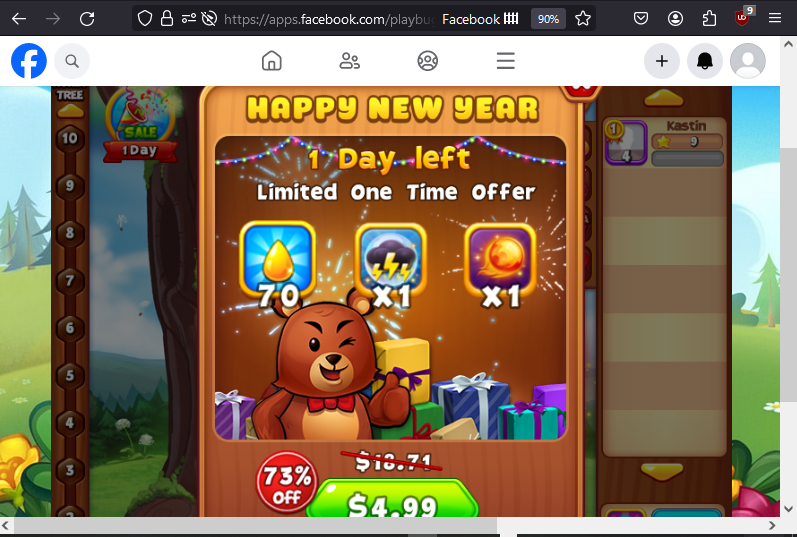 https://apps.facebook.com/playbu
Facebook
90%
9
TREE
SALE
1 Day
10
9
8
7
6
5
4
3
HAPPY NEW YEAR
1 Day left
Limited One Time Offer
70
X1
X1
$18.71
73%
OFF
$4.99
1
Kastin
9
4